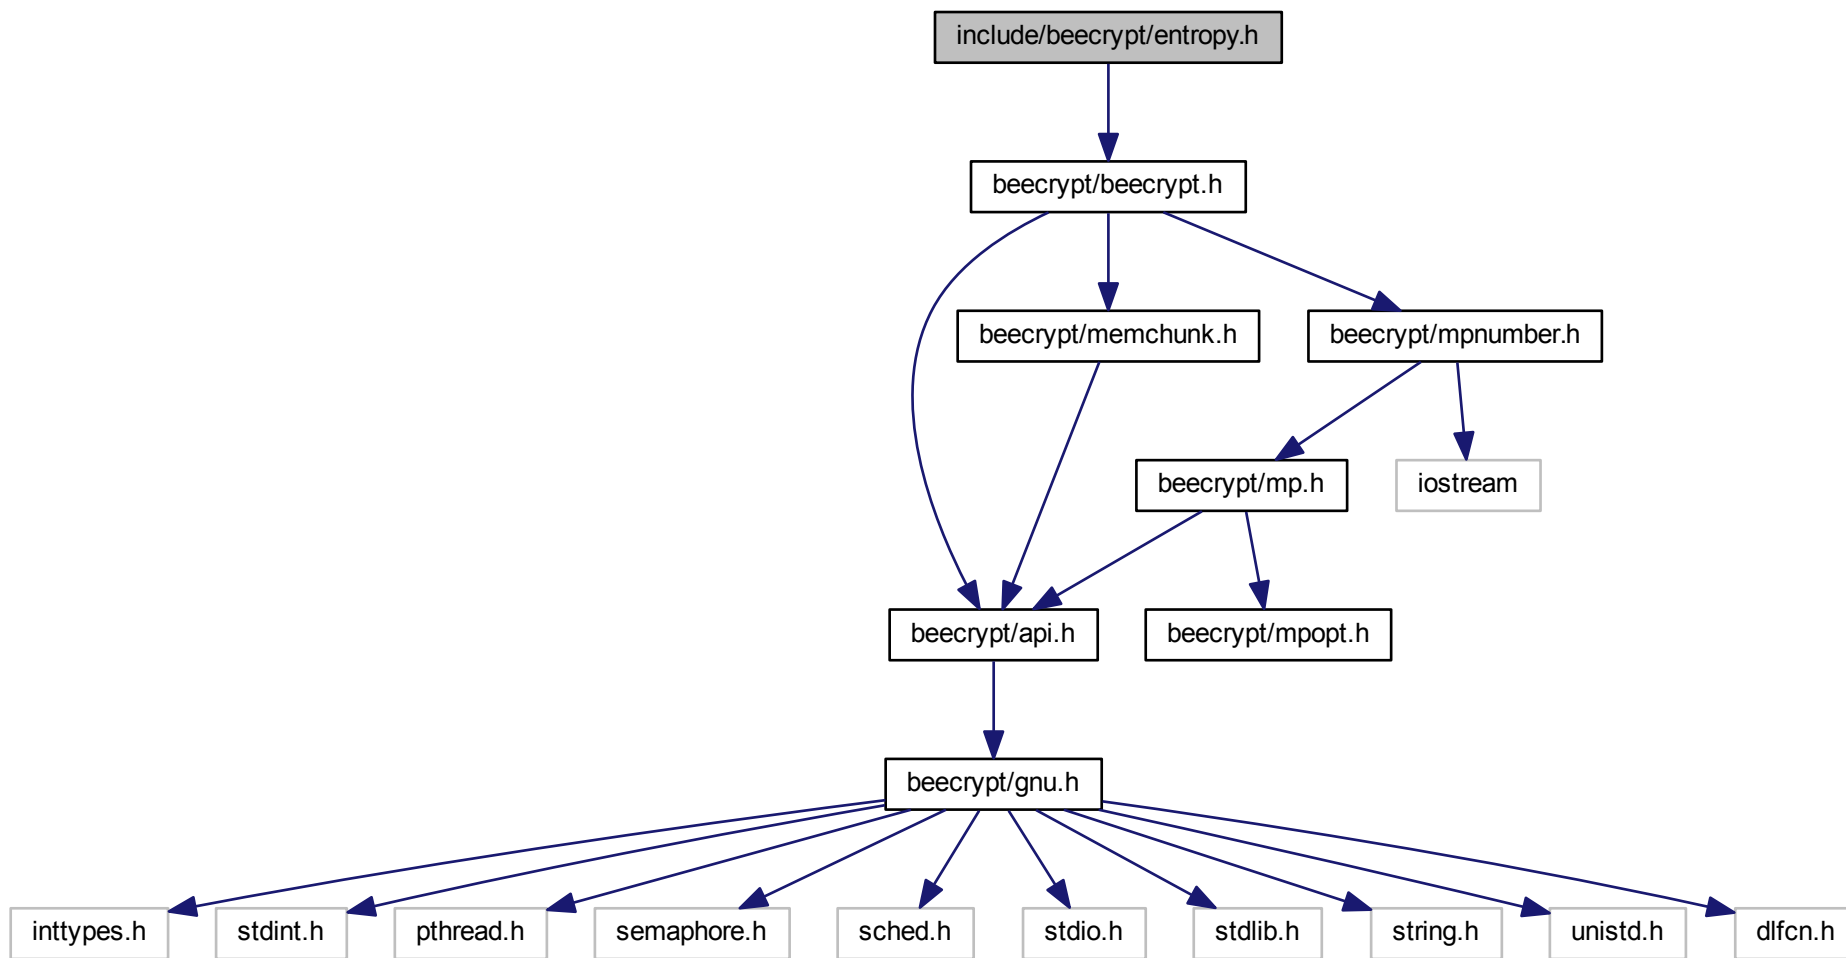 include/beecrypt/entropy.h
beecrypt/beecrypt.h
beecrypt/memchunk.h
beecrypt/mpnumber.h
beecrypt/mp.h
iostream
beecrypt/api.h
beecrypt/mpopt.h
beecrypt/gnu.h
inttypes.h
stdint.h
pthread.h
semaphore.h
sched.h
stdio.h
stdlib.h
string.h
unistd.h
dlfcn.h